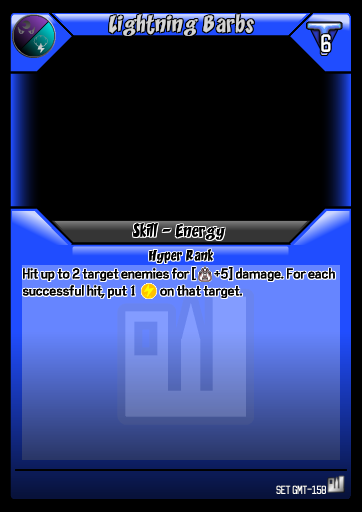 Lightning Barbs
6
Skill - Energy
Hyper Rank
Hit up to 2 target enemies for [ +5] damage. For each
successful hit, put 1 on that target.
SET GMT-158